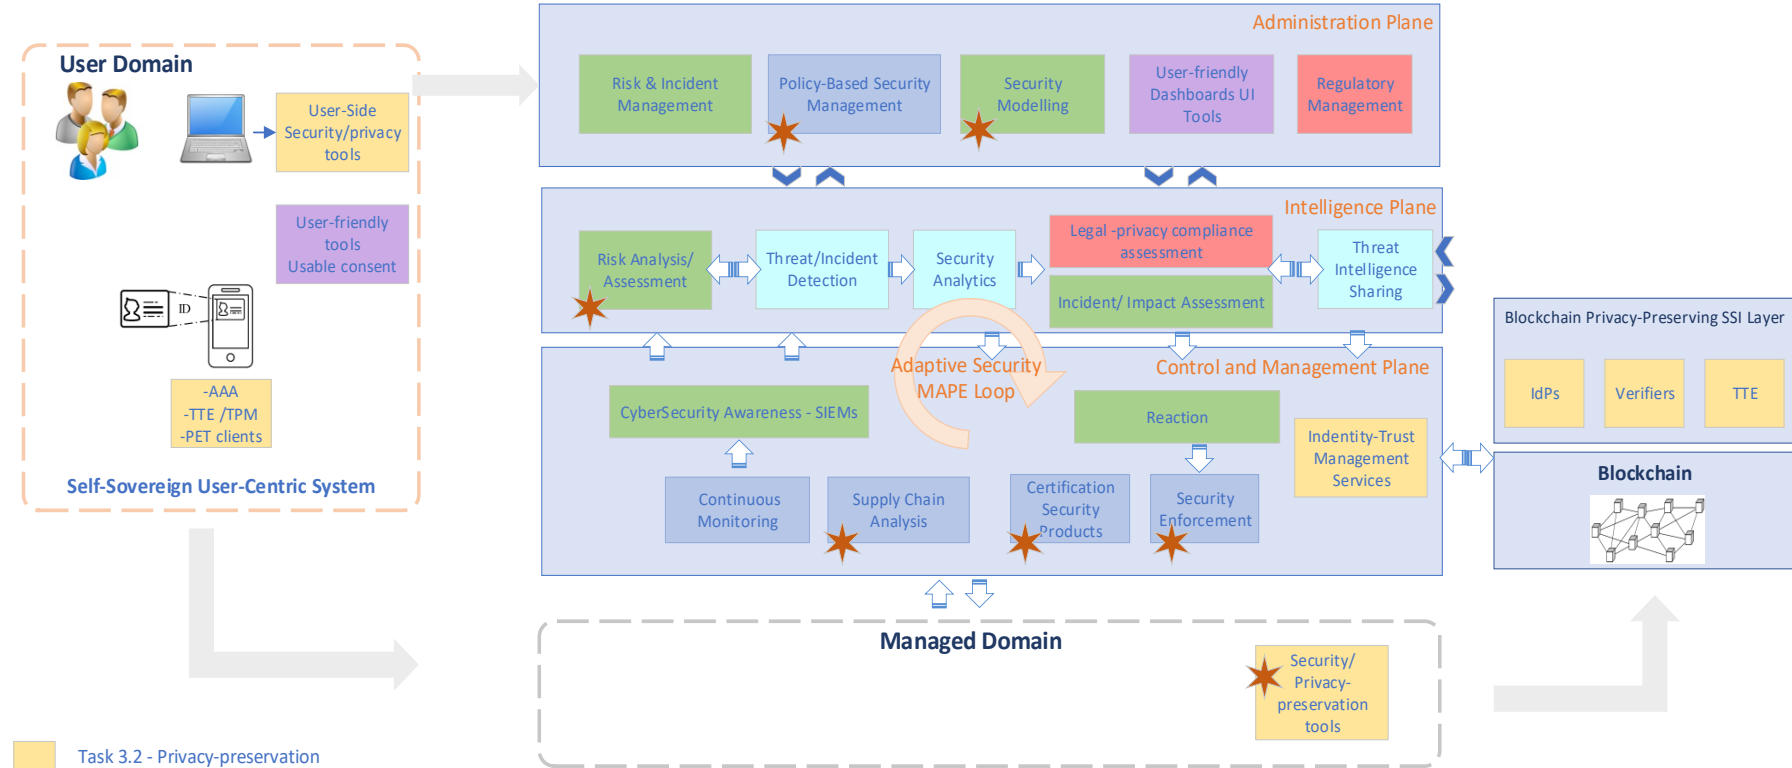 Administration Plane
User Domain
Risk & Incident
Management
Policy-Based Security
Management
Security
Modelling
User-friendly
Dashboards UI
Tools
Regulatory
Management
User-Side
Security/privacy
tools
User-friendly
tools
Usable consent
ID
-AAA
-TTE /TPM
-PET clients
Self-Sovereign User-Centric System
Intelligence Plane
Risk Analysis/
Assessment
Threat/Incident
Detection
Security
Analytics
Legal -privacy compliance
assessment
Incident/ Impact Assessment
Threat
Intelligence
Sharing
Adaptive Security
MAPE Loop
Control and Management Plane
CyberSecurity Awareness - SIEMs
Reaction
Indentity-Trust
Management
Services
Continuous
Monitoring
Supply Chain
Analysis
Certification
Security
Products
Security
Enforcement
Blockchain Privacy-Preserving SSI Layer
IdPs
Verifiers
TTE
Blockchain
Managed Domain
Security/
Privacy-
preservation
tools
Task 3.2 - Privacy-preservation